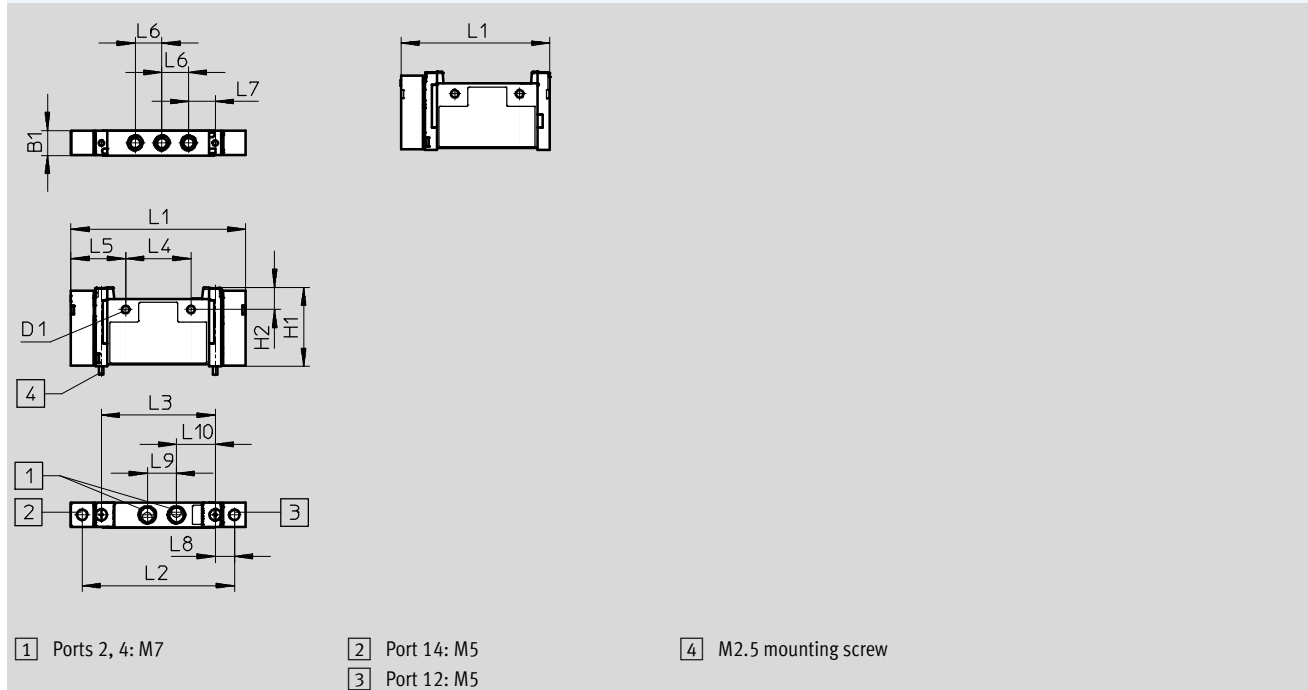 L6
L6
L7
B1
L1
L1
L5 L4
D1
H2
H1
4
L3
L10
L9
1
2
3
L8
L2
1 Ports 2, 4: M7
2 Port 14: M5
3 Port 12: M5
4 M2.5 mounting screw